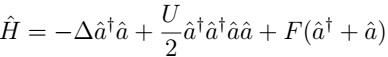 Ĥ = −Δâ†â + U/2 â†â†ââ + F(â† + â)